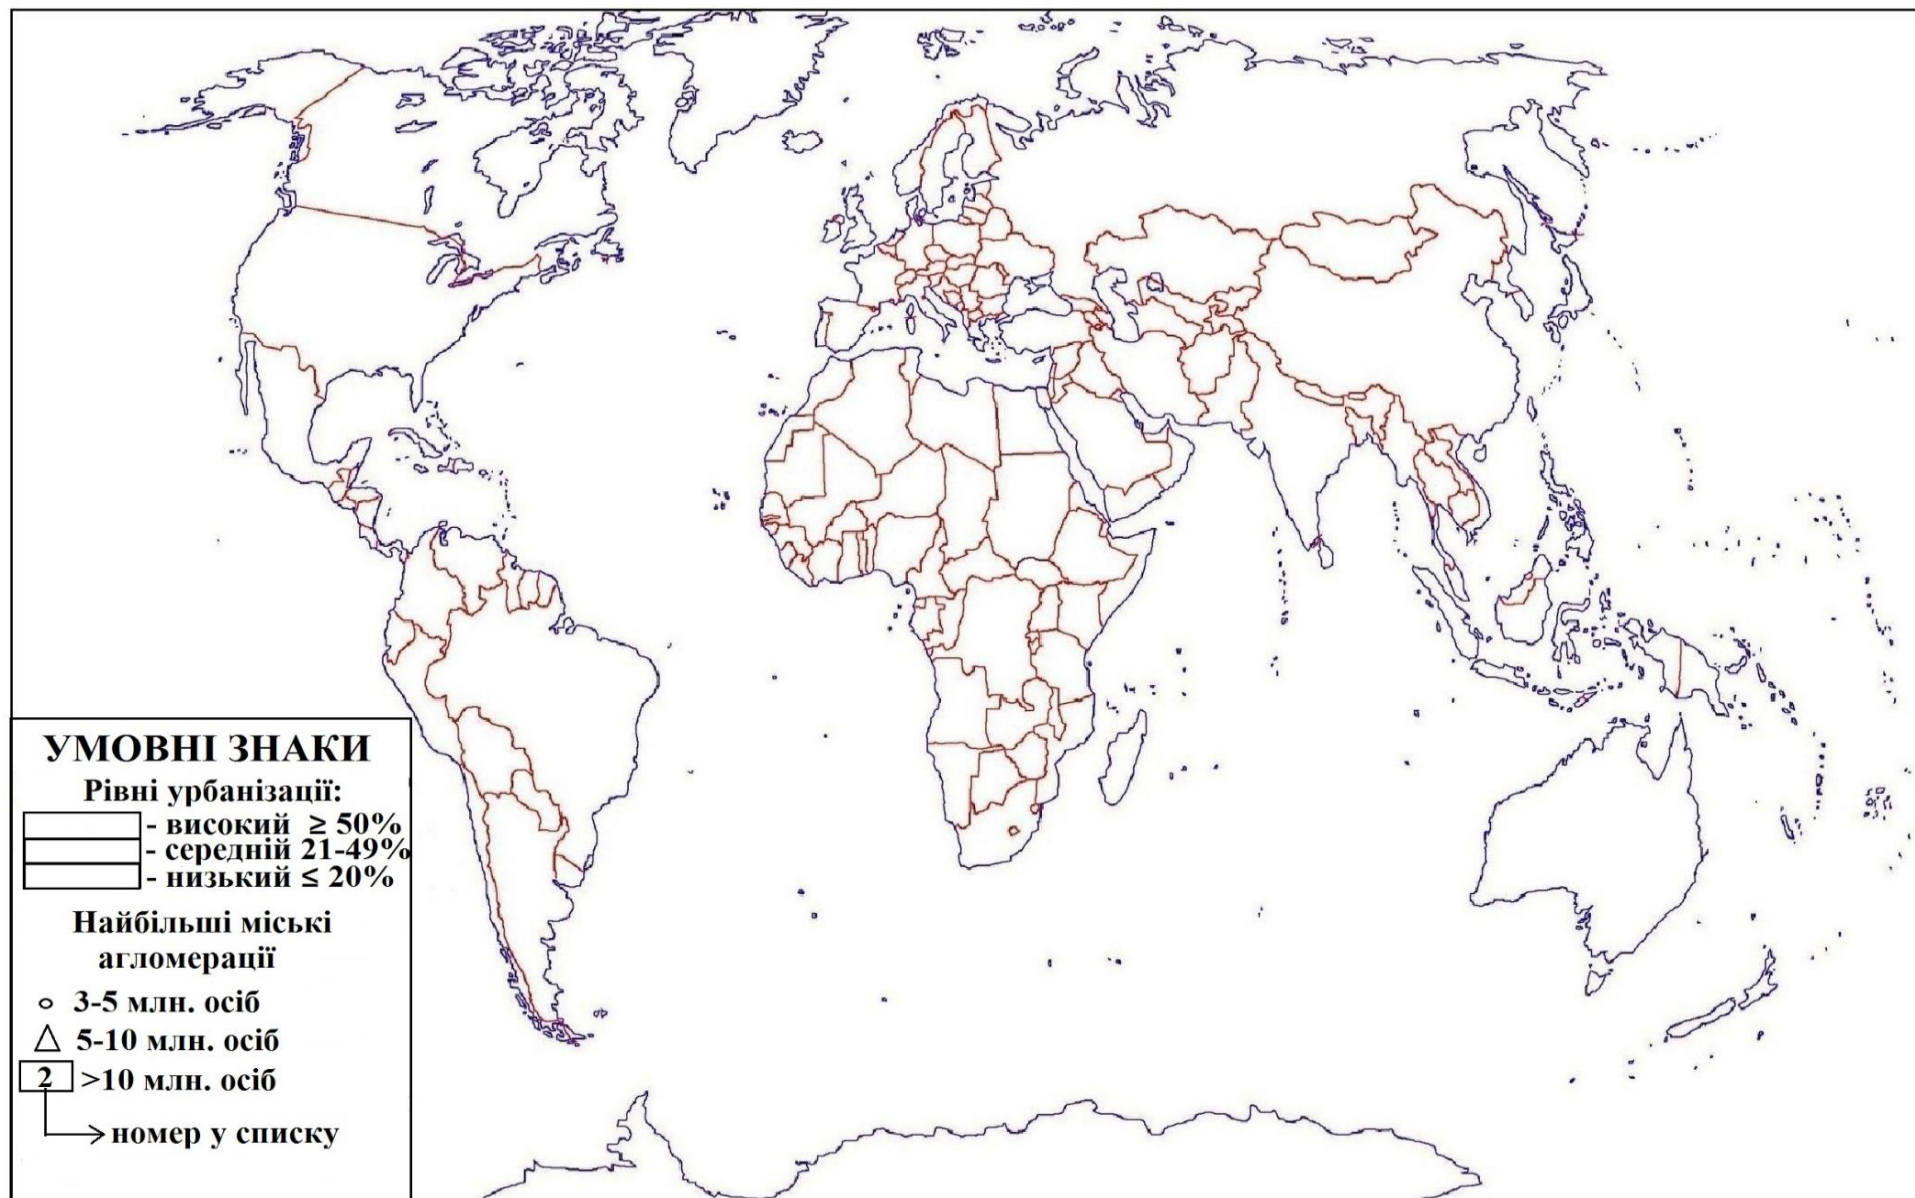 УМОВНІ ЗНАКИ
Рівні урбанізації:
- високий ≥ 50%
- середній 21-49%
- низький ≤ 20%
Найбільші міські
агломерації
3-5 млн. осіб
5-10 млн. осіб
2 >10 млн. осіб
номер у списку